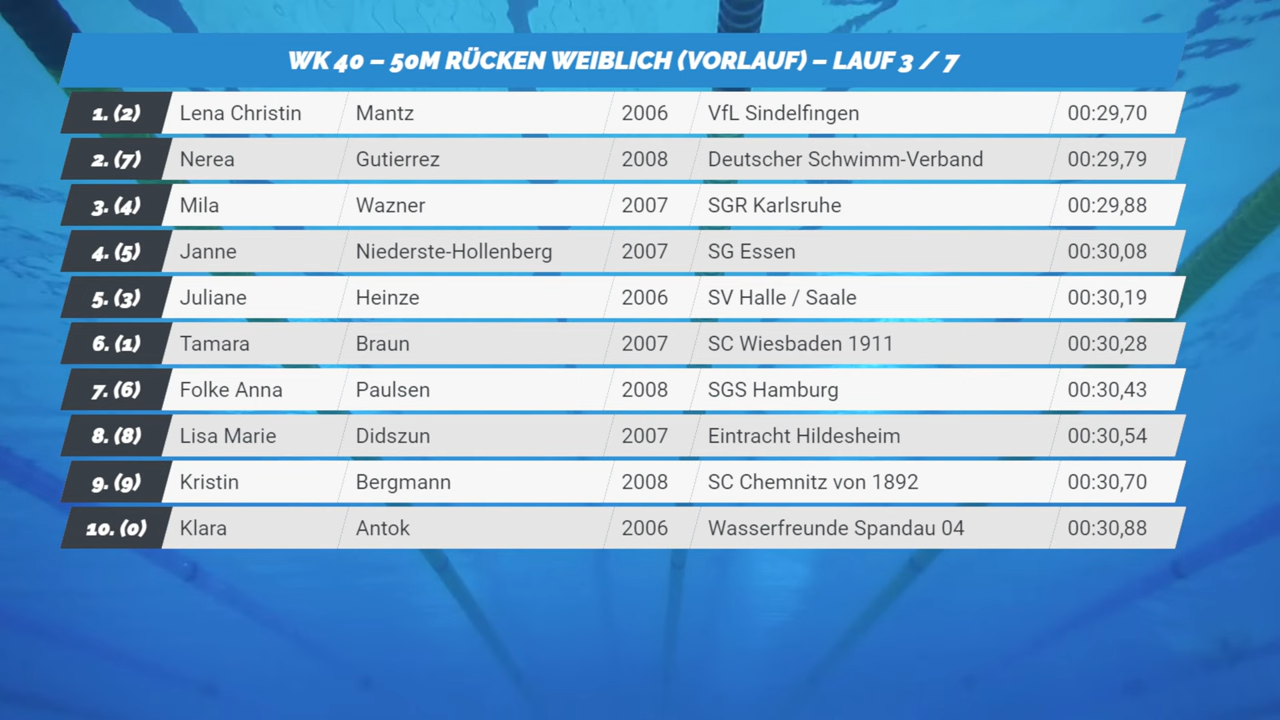 WK 40 – 50M RÜCKEN WEIBLICH (VORLAUF) – LAUF 3 / 7
1. (2) Lena Christin Mantz 2006 VfL Sindelfingen 00:29,70
2. (7) Nerea Gutierrez 2008 Deutscher Schwimm-Verband 00:29,79
3. (4) Mila Wazner 2007 SGR Karlsruhe 00:29,88
4. (5) Janne Niederste-Hollenberg 2007 SG Essen 00:30,08
5. (3) Juliane Heinze 2006 SV Halle / Saale 00:30,19
6. (1) Tamara Braun 2007 SC Wiesbaden 1911 00:30,28
7. (6) Folke Anna Paulsen 2008 SGS Hamburg 00:30,43
8. (8) Lisa Marie Didszun 2007 Eintracht Hildesheim 00:30,54
9. (9) Kristin Bergmann 2008 SC Chemnitz von 1892 00:30,70
10. (0) Klara Antok 2006 Wasserfreunde Spandau 04 00:30,88